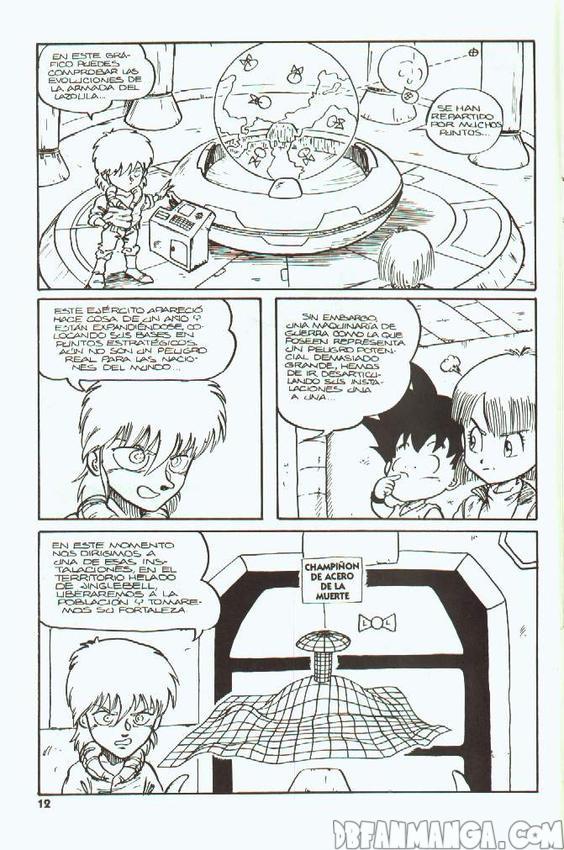 EN ESTE GRÁ-
FICO PUEDES
COMPROBAR LAS
EVOLUCIONES DE
LA ARMADA DEL
LAZOLILA...
SE HAN
REPARTIDO
POR MUCHOS
PUNTOS...
ESTE EJÉRCITO APARECIÓ
HACE COSA DE UN AÑO Y
ESTÁN EXPANDIÉNDOSE, CO-
LOCANDO SUS BASES EN
PUNTOS ESTRATÉGICOS.
AÚN NO SON UN PELIGRO
REAL PARA LAS NACIO-
NES DEL MUNDO...
SIN EMBARGO,
UNA MAQUINARIA DE
GUERRA COMO LA QUE
POSEEN REPRESENTA
UN PELIGRO POTEN-
CIAL DEMASIADO
GRANDE, HEMOS
DE IR DESARTICU-
LANDO SUS INSTA-
LACIONES UNA
A UNA...
EN ESTE MOMENTO
NOS DIRIGIMOS A
UNA DE ESAS INS-
TALACIONES, EN EL
TERRITORIO HELADO
DE JINGLEBELL,
LIBERAREMOS A LA
POBLACIÓN Y TOMARE-
MOS SU FORTALEZA
CHAMPIÑON
DE ACERO
DE LA
MUERTE
12
DBFANMANGA.COM